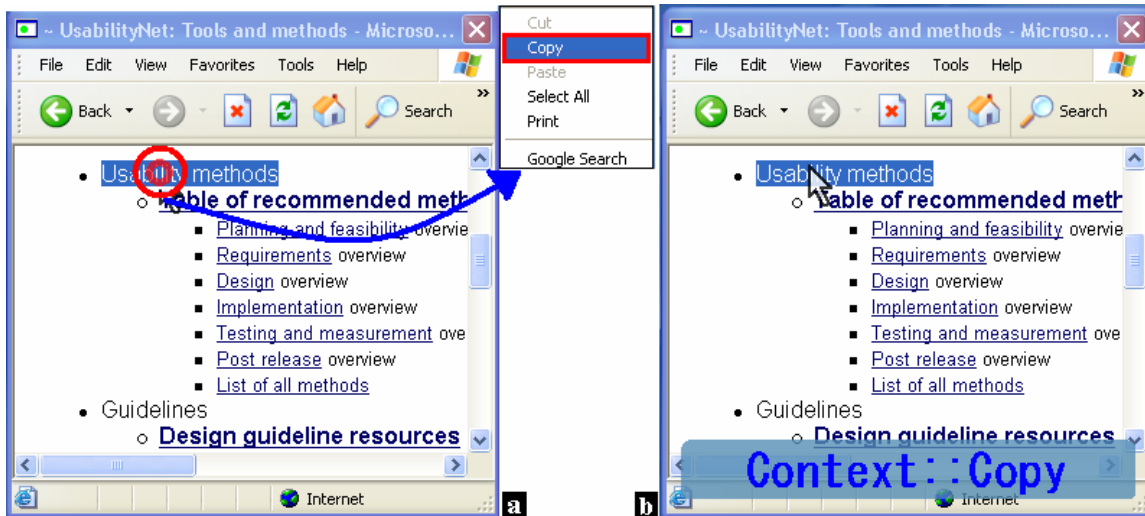 ~ UsabilityNet: Tools and methods - Microso...
File Edit View Favorites Tools Help
Back Search »
Usability methods
Table of recommended meth
Planning and feasibility overvie
Requirements overview
Design overview
Implementation overview
Testing and measurement ove
Post release overview
List of all methods
Guidelines
Design guideline resources
Internet
a
Cut
Copy
Paste
Select All
Print
Google Search
~ UsabilityNet: Tools and methods - Microso...
File Edit View Favorites Tools Help
Back Search »
Usability methods
Table of recommended meth
Planning and feasibility overvie
Requirements overview
Design overview
Implementation overview
Testing and measurement ove
Post release overview
List of all methods
Guidelines
Design guideline resources
Context::Copy
Internet
b